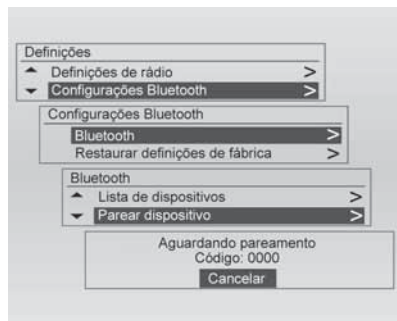 Definições
Definições de rádio >
Configurações Bluetooth >
Configurações Bluetooth
Bluetooth >
Restaurar definições de fábrica >
Bluetooth
Lista de dispositivos >
Parear dispositivo >
Aguardando pareamento
Código: 0000
Cancelar